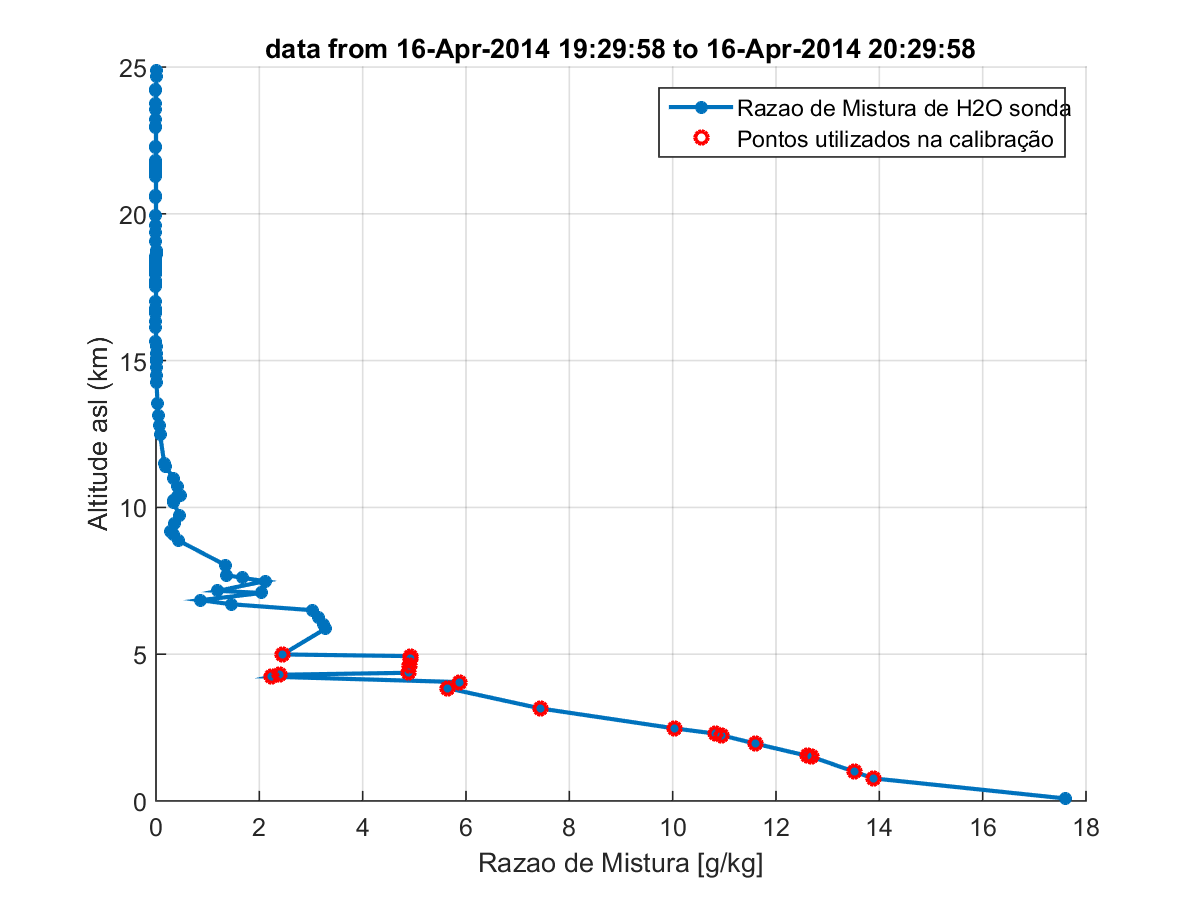 data from 16-Apr-2014 19:29:58 to 16-Apr-2014 20:29:58
Razao de Mistura de H2O sonda
Pontos utilizados na calibração
25
20
15
10
5
0
Altitude asl (km)
0 2 4 6 8 10 12 14 16 18
Razao de Mistura [g/kg]